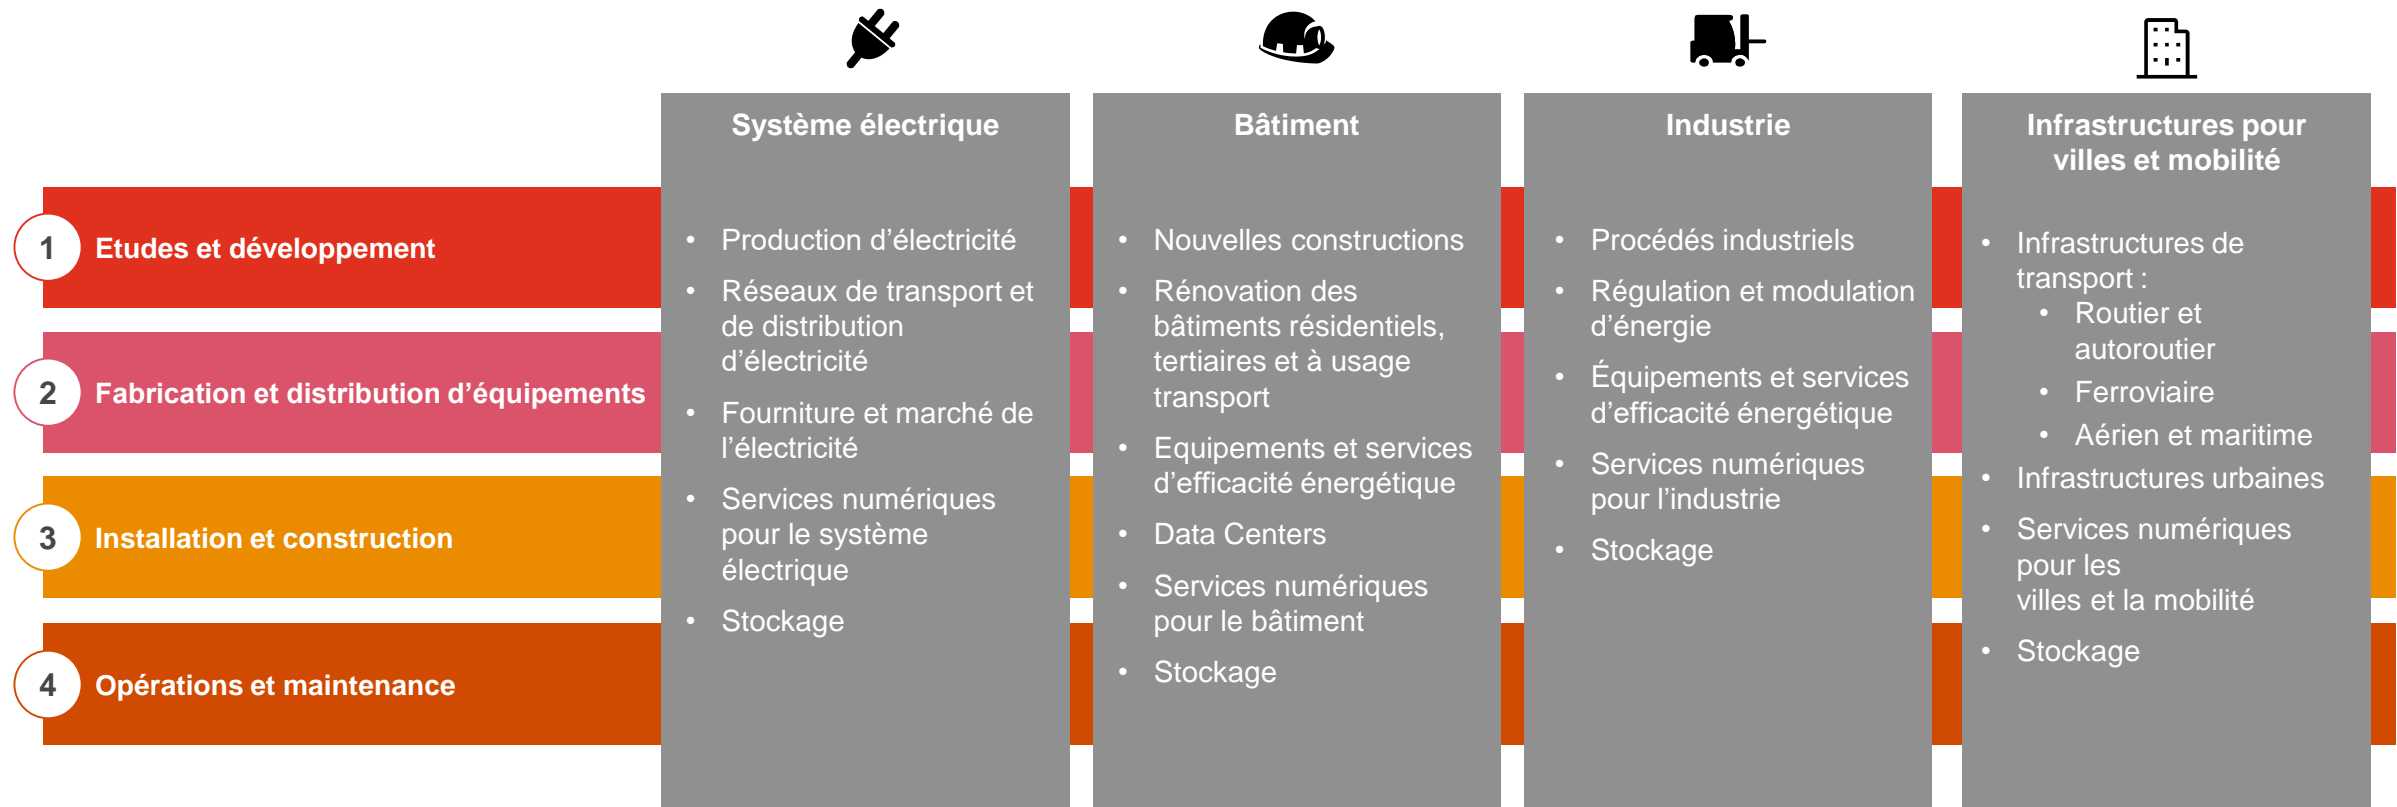 1 Etudes et développement
2 Fabrication et distribution d’équipements
3 Installation et construction
4 Opérations et maintenance
Système électrique
• Production d’électricité
• Réseaux de transport et
de distribution
d’électricité
• Fourniture et marché de
l’électricité
• Services numériques
pour le système
électrique
• Stockage
Bâtiment
• Nouvelles constructions
• Rénovation des
bâtiments résidentiels,
tertiaires et à usage
transport
• Equipements et services
d’efficacité énergétique
• Data Centers
• Services numériques
pour le bâtiment
• Stockage
Industrie
• Procédés industriels
• Régulation et modulation
d’énergie
• Équipements et services
d’efficacité énergétique
• Services numériques
pour l’industrie
• Stockage
Infrastructures pour
villes et mobilité
• Infrastructures de
transport :
• Routier et
autoroutier
• Ferroviaire
• Aérien et maritime
• Infrastructures urbaines
• Services numériques
pour les
villes et la mobilité
• Stockage